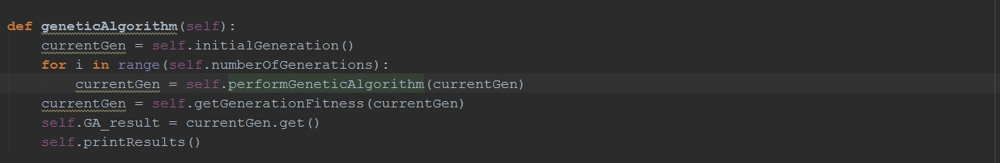 def geneticAlgorithm(self):
    currentGen = self.initialGeneration()
    for i in range(self.numberOfGenerations):
        currentGen = self.performGeneticAlgorithm(currentGen)
    currentGen = self.getGenerationFitness(currentGen)
    self.GA_result = currentGen.get()
    self.printResults()